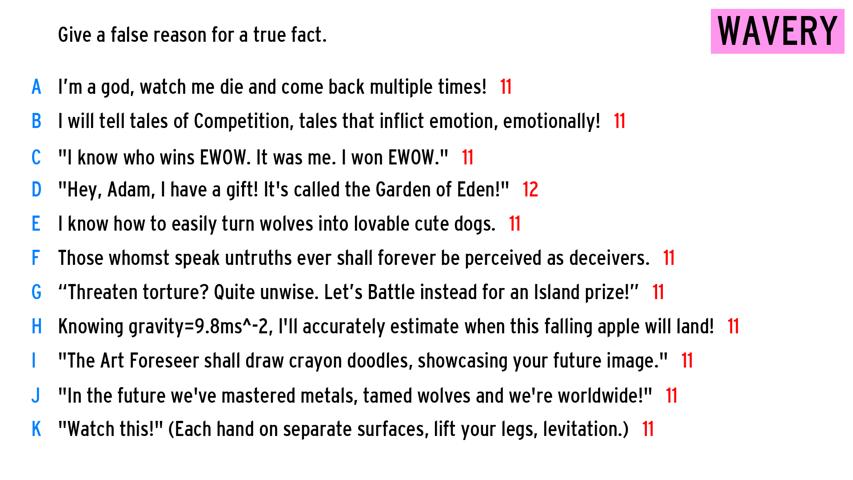 Give a false reason for a true fact.
WAVERY
A I’m a god, watch me die and come back multiple times! 11
B I will tell tales of Competition, tales that inflict emotion, emotionally! 11
C "I know who wins EWOW. It was me. I won EWOW." 11
D "Hey, Adam, I have a gift! It's called the Garden of Eden!" 12
E I know how to easily turn wolves into lovable cute dogs. 11
F Those whomst speak untruths ever shall forever be perceived as deceivers. 11
G “Threaten torture? Quite unwise. Let’s Battle instead for an Island prize!” 11
H Knowing gravity=9.8ms^-2, I'll accurately estimate when this falling apple will land! 11
I "The Art Foreseer shall draw crayon doodles, showcasing your future image." 11
J "In the future we've mastered metals, tamed wolves and we're worldwide!" 11
K "Watch this!" (Each hand on separate surfaces, lift your legs, levitation.) 11